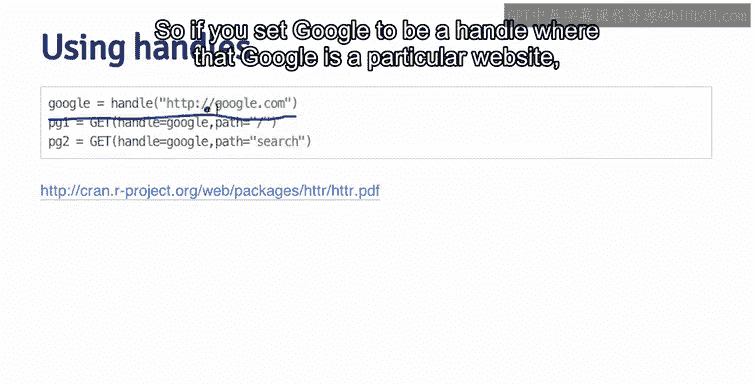 So if you set Google to be a handle where
that Google is a particular website,
Using handles
google = handle("http://google.com")
pg1 = GET(handle=google,path="/")
pg2 = GET(handle=google,path="search")
http://cran.r-project.org/web/packages/httr/httr.pdf